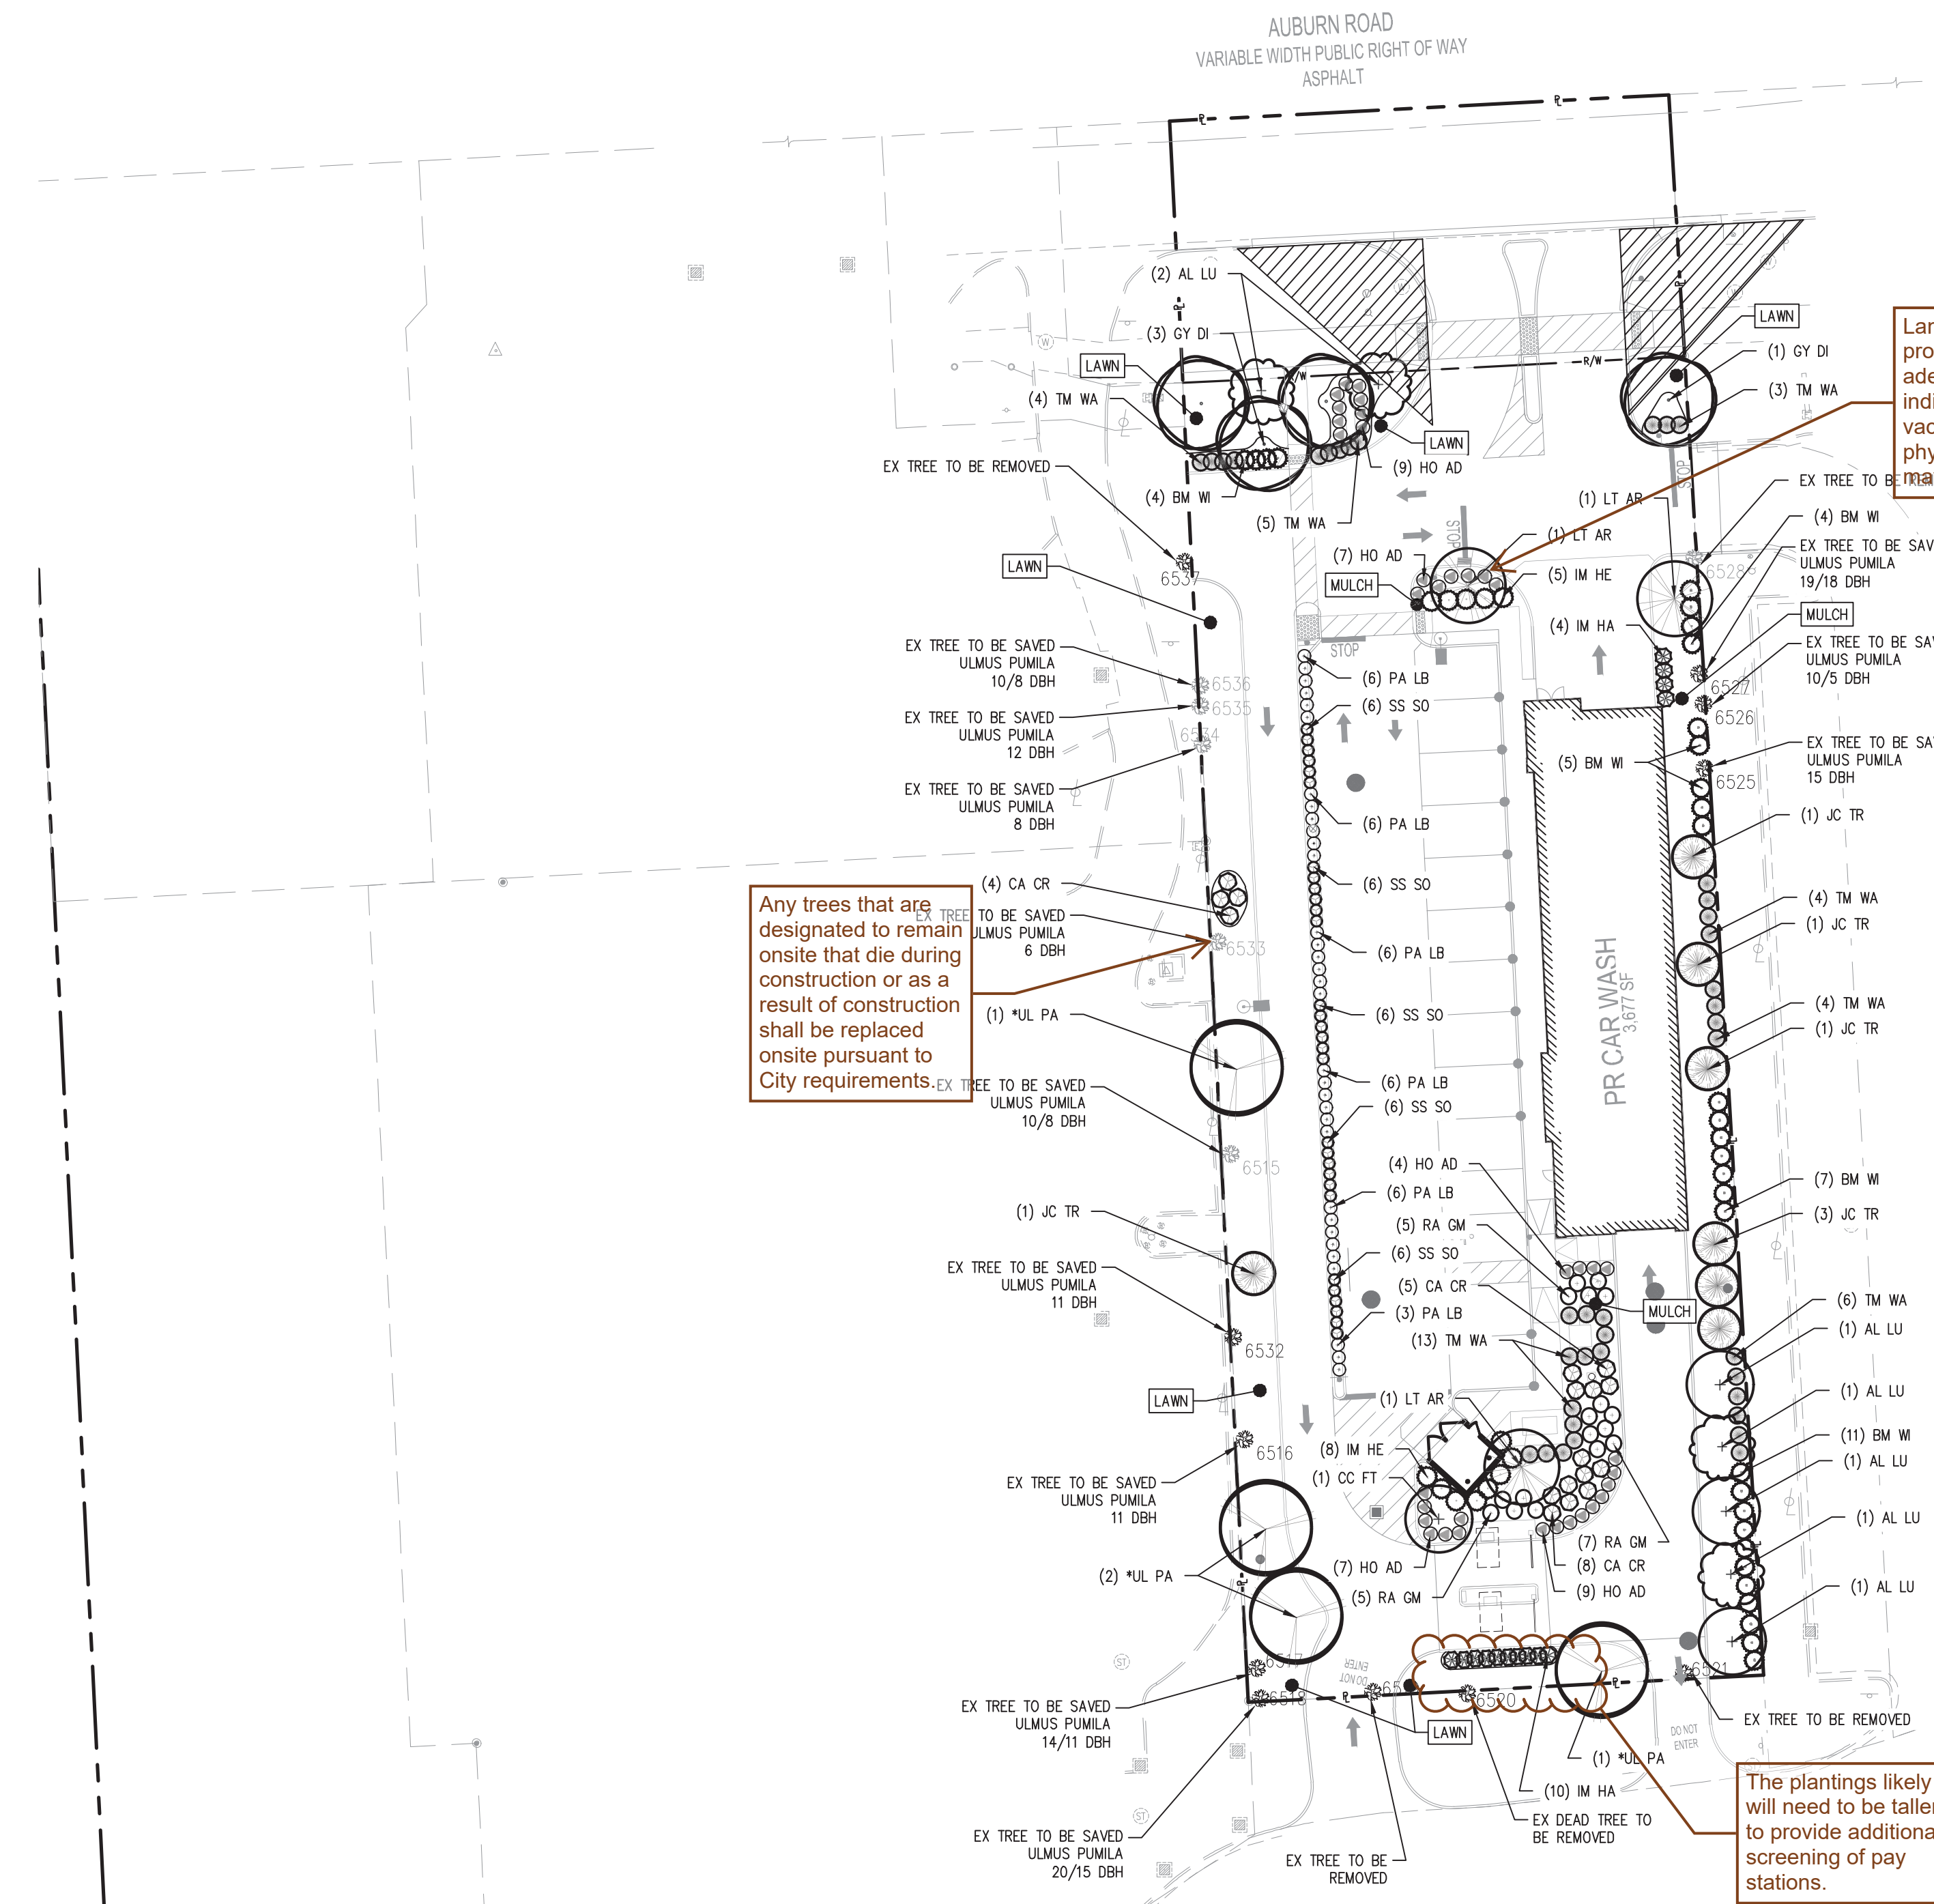 AUBURN ROAD
VARIABLE WIDTH PUBLIC RIGHT OF WAY
ASPHALT
(2) AL LU
(3) GY DI
LAWN
(4) TM WA
EX TREE TO BE REMOVED
(4) BM WI
(5) TM WA
(9) HO AD
LAWN
LAWN
(1) GY DI
(3) TM WA
R/W
R/W
STOP
STOP
6537
LAWN
(7) HO AD
MULCH
(1) LT AR
(1) LT AR
(5) IM HE
(4) IM HA
STOP
EX TREE TO BE
(4) BM WI
6528
EX TREE TO BE SAV
ULMUS PUMILA
19/18 DBH
MULCH
EX TREE TO BE SA
ULMUS PUMILA
10/5 DBH
6527
6526
EX TREE TO BE SA
ULMUS PUMILA
15 DBH
6525
(5) BM WI
EX TREE TO BE SAVED
ULMUS PUMILA
10/8 DBH
6536
6535
EX TREE TO BE SAVED
ULMUS PUMILA
12 DBH
6534
EX TREE TO BE SAVED
ULMUS PUMILA
8 DBH
(6) PA LB
(6) SS SO
(6) PA LB
(6) SS SO
(6) PA LB
(6) SS SO
(6) PA LB
(6) SS SO
(4) HO AD
(6) PA LB
(5) RA GM
(6) SS SO
(5) CA CR
(3) PA LB
(13) TM WA
MULCH
(1) LT AR
(8) IM HE
(1) CC FT
(7) HO AD
(5) RA GM
(7) RA GM
(8) CA CR
(9) HO AD
PR CAR WASH
3,677 SF
(1) JC TR
(4) TM WA
(1) JC TR
(4) TM WA
(1) JC TR
(7) BM WI
(3) JC TR
(6) TM WA
(1) AL LU
(1) AL LU
(11) BM WI
(1) AL LU
(1) AL LU
(1) AL LU
(4) CA CR
EX TREE TO BE SAVED
ULMUS PUMILA
6 DBH
6533
Any trees that are
designated to remain
onsite that die during
construction or as a
result of construction
shall be replaced
onsite pursuant to
City requirements.
(1) *UL PA
EX TREE TO BE SAVED
ULMUS PUMILA
10/8 DBH
6515
(1) JC TR
EX TREE TO BE SAVED
ULMUS PUMILA
11 DBH
6532
LAWN
6516
EX TREE TO BE SAVED
ULMUS PUMILA
11 DBH
(2) *UL PA
6517
6518
EX TREE TO BE SAVED
ULMUS PUMILA
14/11 DBH
EX TREE TO BE SAVED
ULMUS PUMILA
20/15 DBH
DO NOT
ENTER
6520
6521
LAWN
(1) *UL PA
(10) IM HA
EX DEAD TREE TO
BE REMOVED
EX TREE TO BE
REMOVED
EX TREE TO BE REMOVED
DO NOT
ENTER
The plantings likely
will need to be taller
to provide additiona
screening of pay
stations.
W
W
W
W
ST
ST